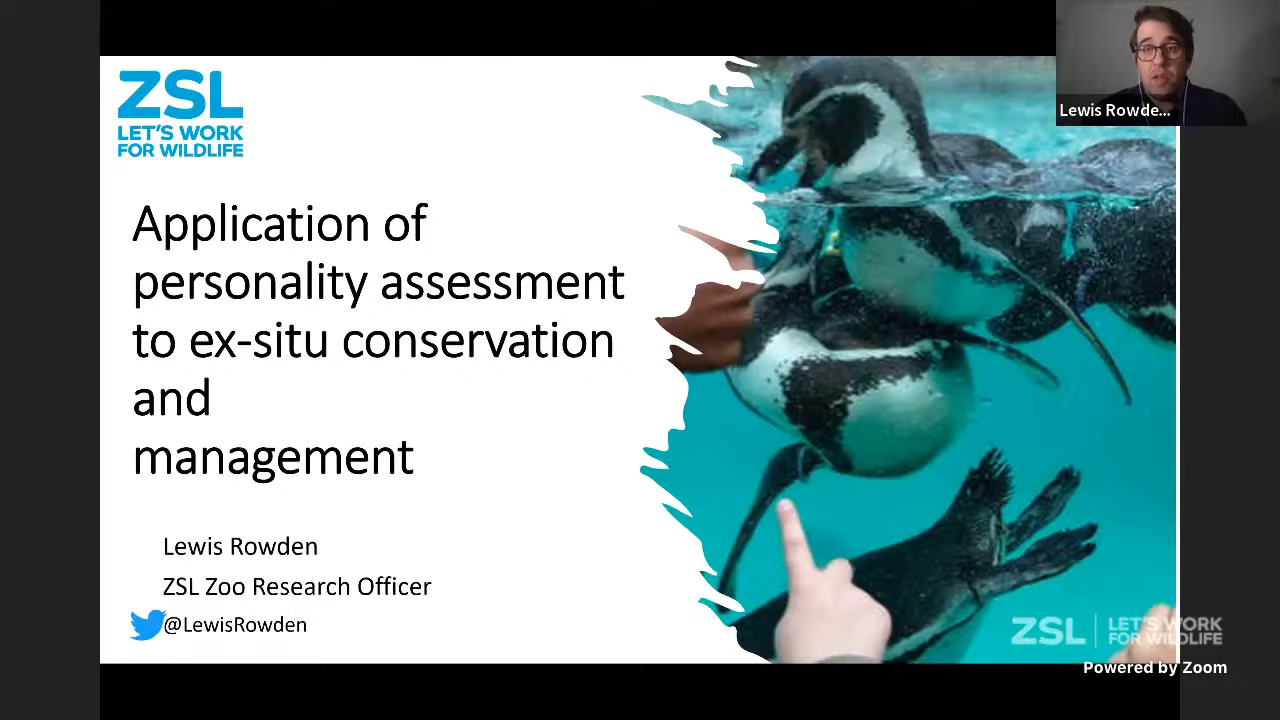 ZSL
LET'S WORK
FOR WILDLIFE
Lewis Rowde...
Application of
personality assessment
to ex-situ conservation
and
management
Lewis Rowden
ZSL Zoo Research Officer
@LewisRowden
ZSL LET'S WORK
FOR WILDLIFE
Powered by Zoom